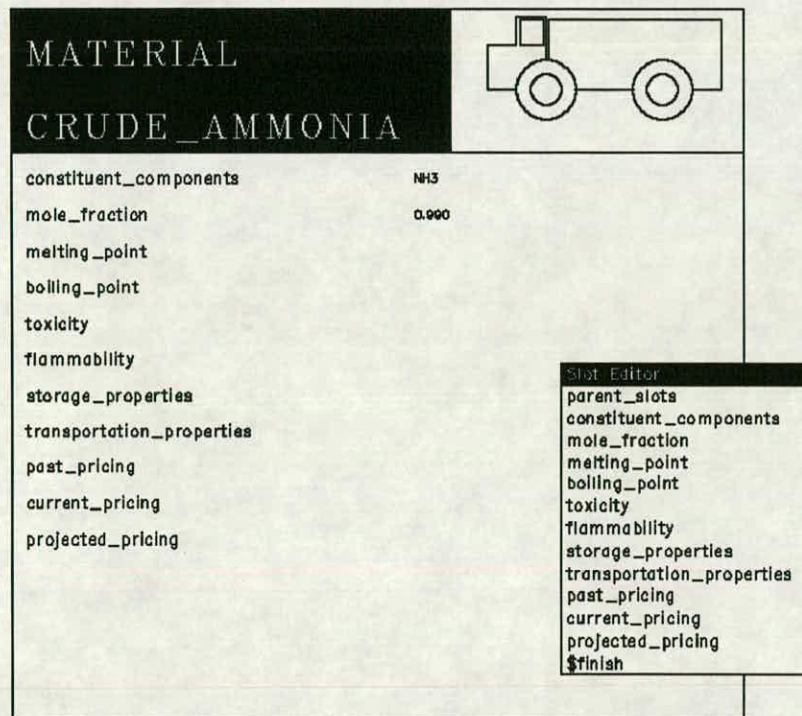 MATERIAL
CRUDE_AMMONIA
constituent_components NH3
mole_fraction 0.990
melting_point
boiling_point
toxicity
flammability
storage_properties
transportation_properties
past_pricing
current_pricing
projected_pricing
Slot Editor
parent_slots
constituent_components
mole_fraction
melting_point
boiling_point
toxicity
flammability
storage_properties
transportation_properties
past_pricing
current_pricing
projected_pricing
$finish